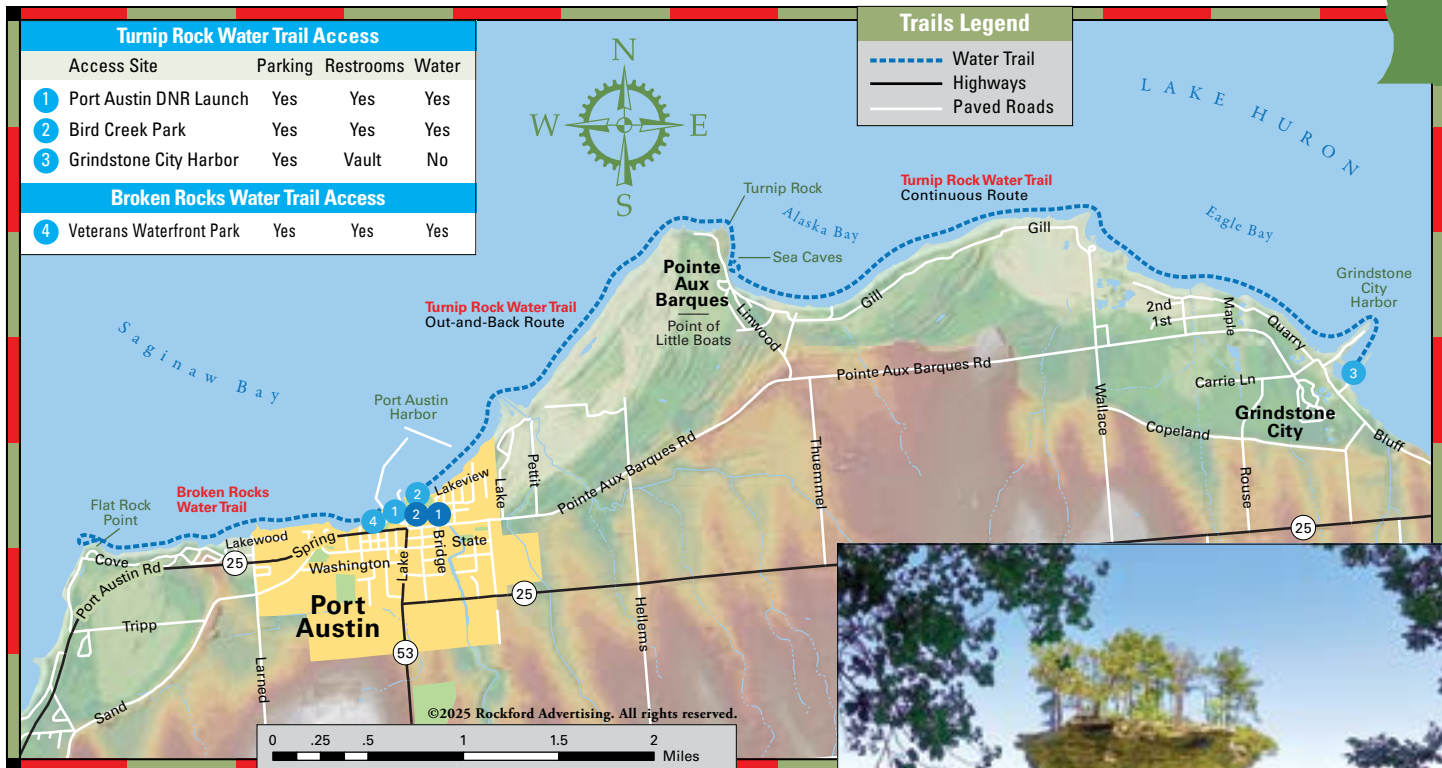 Turnip Rock Water Trail Access
Access Site Parking Restrooms Water
1 Port Austin DNR Launch Yes Yes Yes
2 Bird Creek Park Yes Yes Yes
3 Grindstone City Harbor Yes Vault No
Broken Rocks Water Trail Access
4 Veterans Waterfront Park Yes Yes Yes
N
W E
S
Trails Legend
Water Trail
Highways
Paved Roads
LAKE HURON
Turnip Rock
Alaska Bay
Sea Caves
Turnip Rock Water Trail
Continuous Route
Eagle Bay
Gill
Gill
Grindstone
City
Harbor
Pointe
Aux
Barques
Point of
Little Boats
Linwood
Turnip Rock Water Trail
Out-and-Back Route
Saginaw Bay
2nd
1st
Maple
Quarry
3
Pointe Aux Barques Rd
Carrie Ln
Grindstone
City
Wallace
Copeland
Bluff
Rouse
Thuemmel
25
Port Austin
Harbor
Lakeview
Lake
Pettit
Pointe Aux Barques Rd
2
4
1
2
1
Broken Rocks
Water Trail
Flat Rock
Point
Cove
Port Austin Rd
Lakewood
25
Spring
Washington
Lake
Bridge
State
Port
Austin
25
Hellems
Tripp
53
Larned
Sand
©2025 Rockford Advertising. All rights reserved.
0 .25 .5 1 1.5 2
Miles